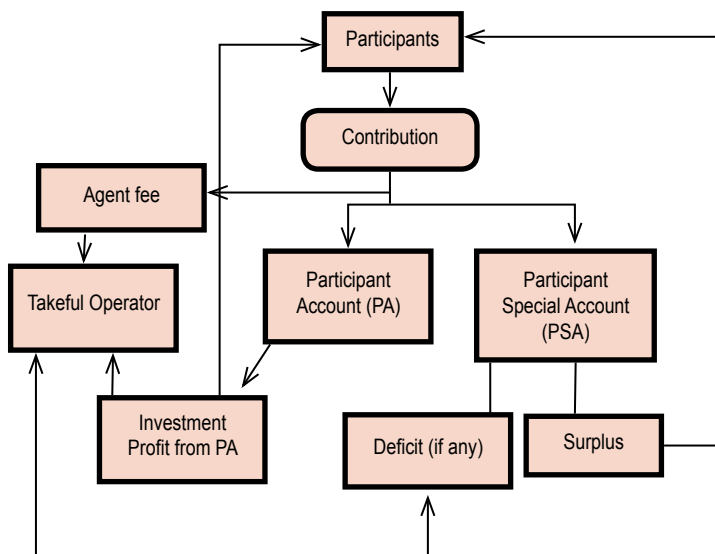 Participants
Contribution
Agent fee
Takeful Operator
Participant
Account (PA)
Participant
Special Account
(PSA)
Investment
Profit from PA
Deficit (if any)
Surplus